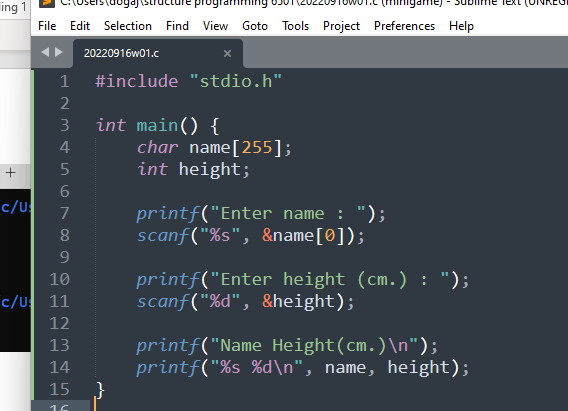 C:\Users\dogaj\structure programming 6501\20220916w01.c (minigame) - Sublime Text (UNREG
File Edit Selection Find View Goto Tools Project Preferences Help
20220916w01.c ×
1 #include "stdio.h"
2
3 int main() {
4 char name[255];
5 int height;
6
7 printf("Enter name : ");
8 scanf("%s", &name[0]);
9
10 printf("Enter height (cm.) : ");
11 scanf("%d", &height);
12
13 printf("Name Height(cm.)\n");
14 printf("%s %d\n", name, height);
15 }
16
ling 1
+
c/Us
c/Us